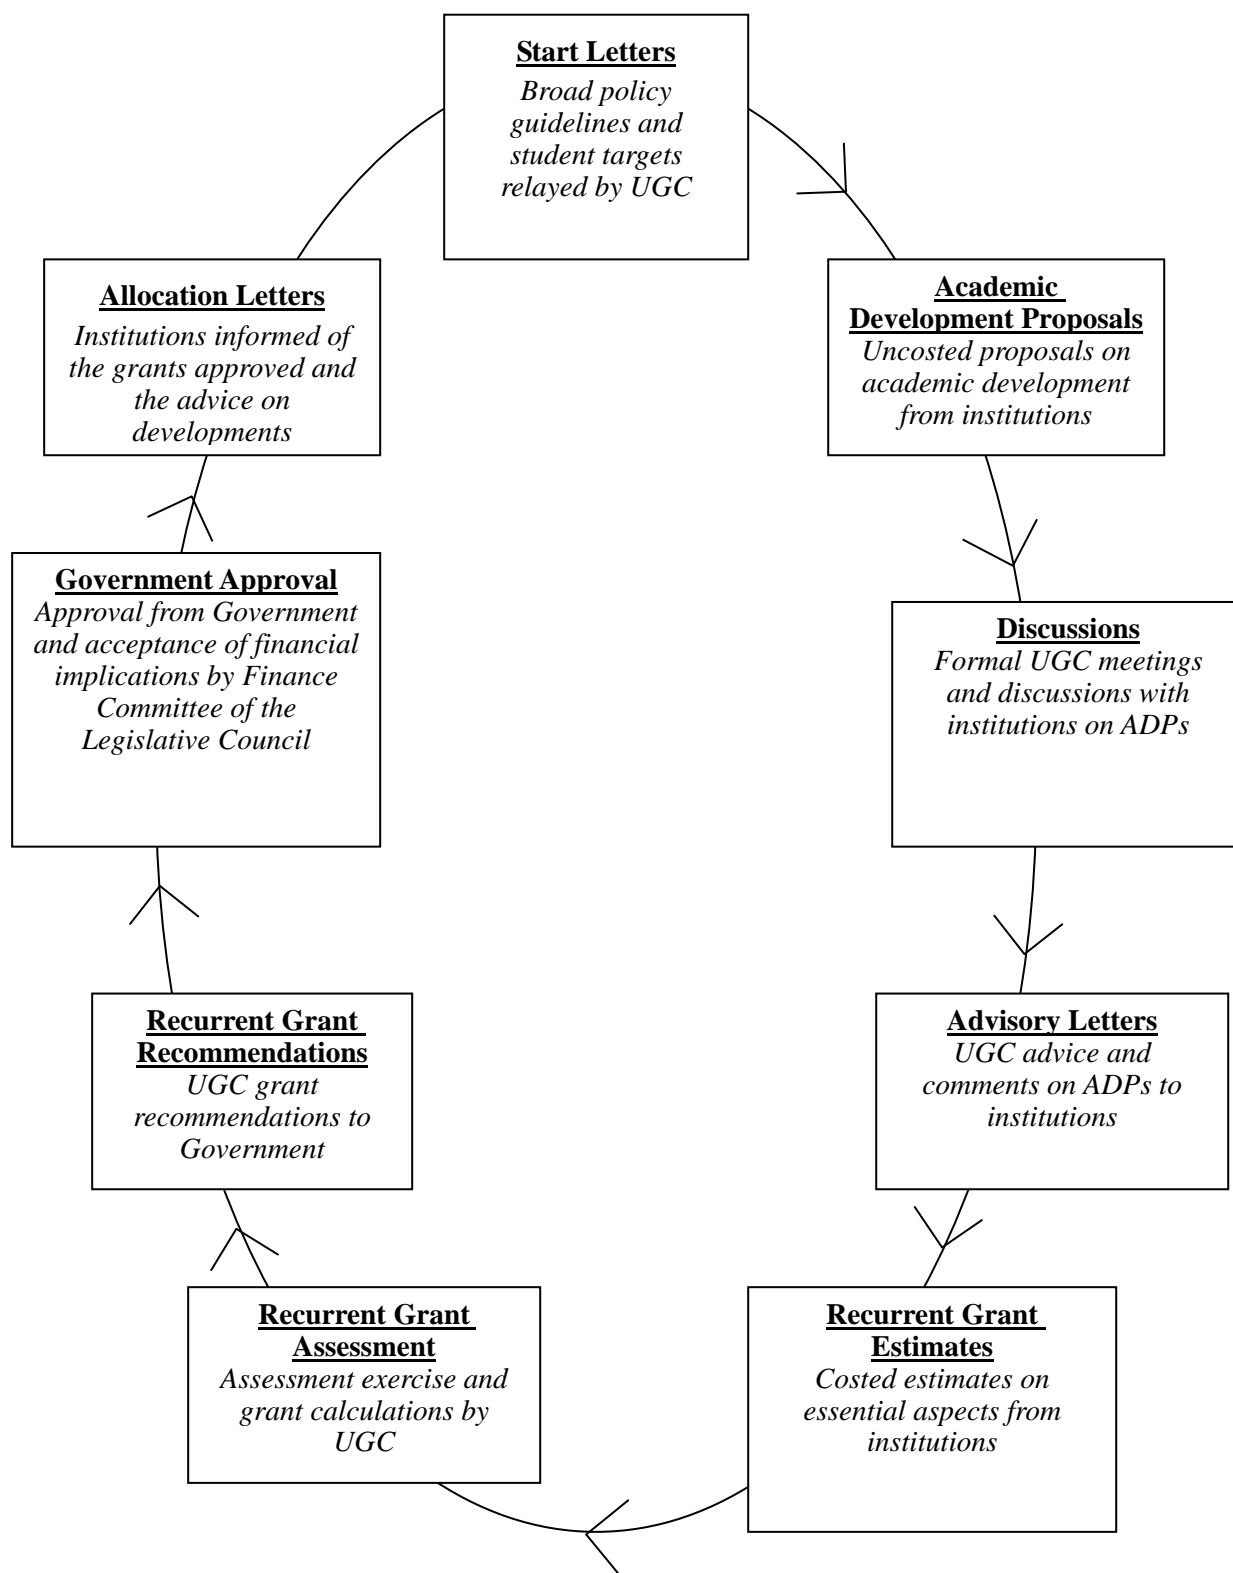 Start Letters
Broad policy
guidelines and
student targets
relayed by UGC
Academic
Development Proposals
Uncosted proposals on
academic development
from institutions
Discussions
Formal UGC meetings
and discussions with
institutions on ADPs
Advisory Letters
UGC advice and
comments on ADPs to
institutions
Recurrent Grant
Estimates
Costed estimates on
essential aspects from
institutions
Recurrent Grant
Assessment
Assessment exercise and
grant calculations by
UGC
Recurrent Grant
Recommendations
UGC grant
recommendations to
Government
Government Approval
Approval from Government
and acceptance of financial
implications by Finance
Committee of the
Legislative Council
Allocation Letters
Institutions informed of
the grants approved and
the advice on
developments